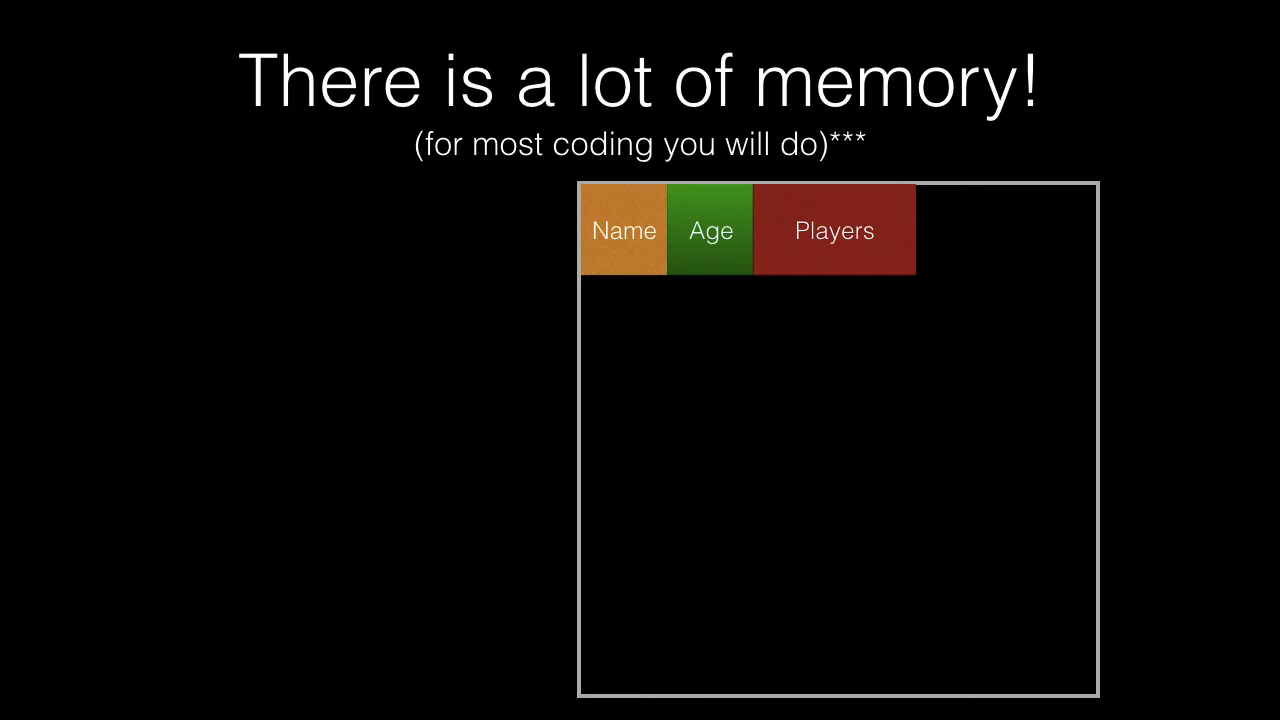 There is a lot of memory!
(for most coding you will do)***
Name Age Players